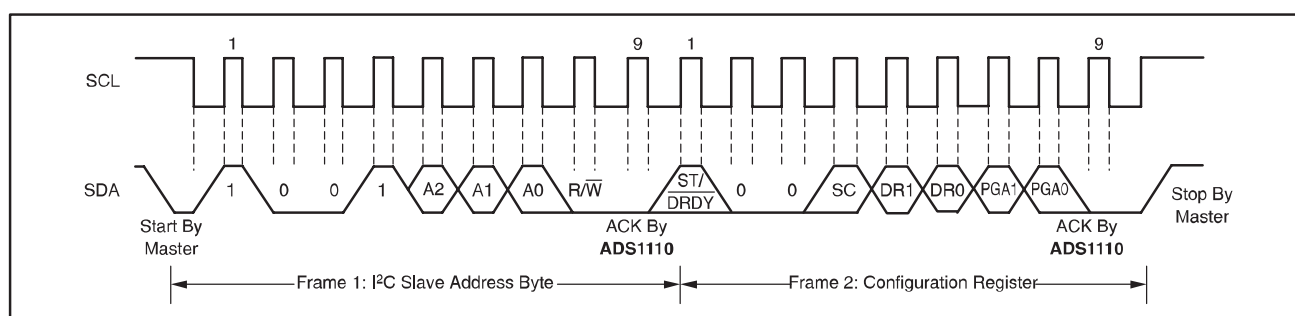 1 9 1 9
SCL
SDA 1 0 0 1 A2 A1 A0 R/W̅ ST/D̅R̅D̅Y̅ 0 0 SC DR1 DR0 PGA1 PGA0
Start By Master
ACK By ADS1110
ACK By ADS1110
Stop By Master
Frame 1: I²C Slave Address Byte
Frame 2: Configuration Register